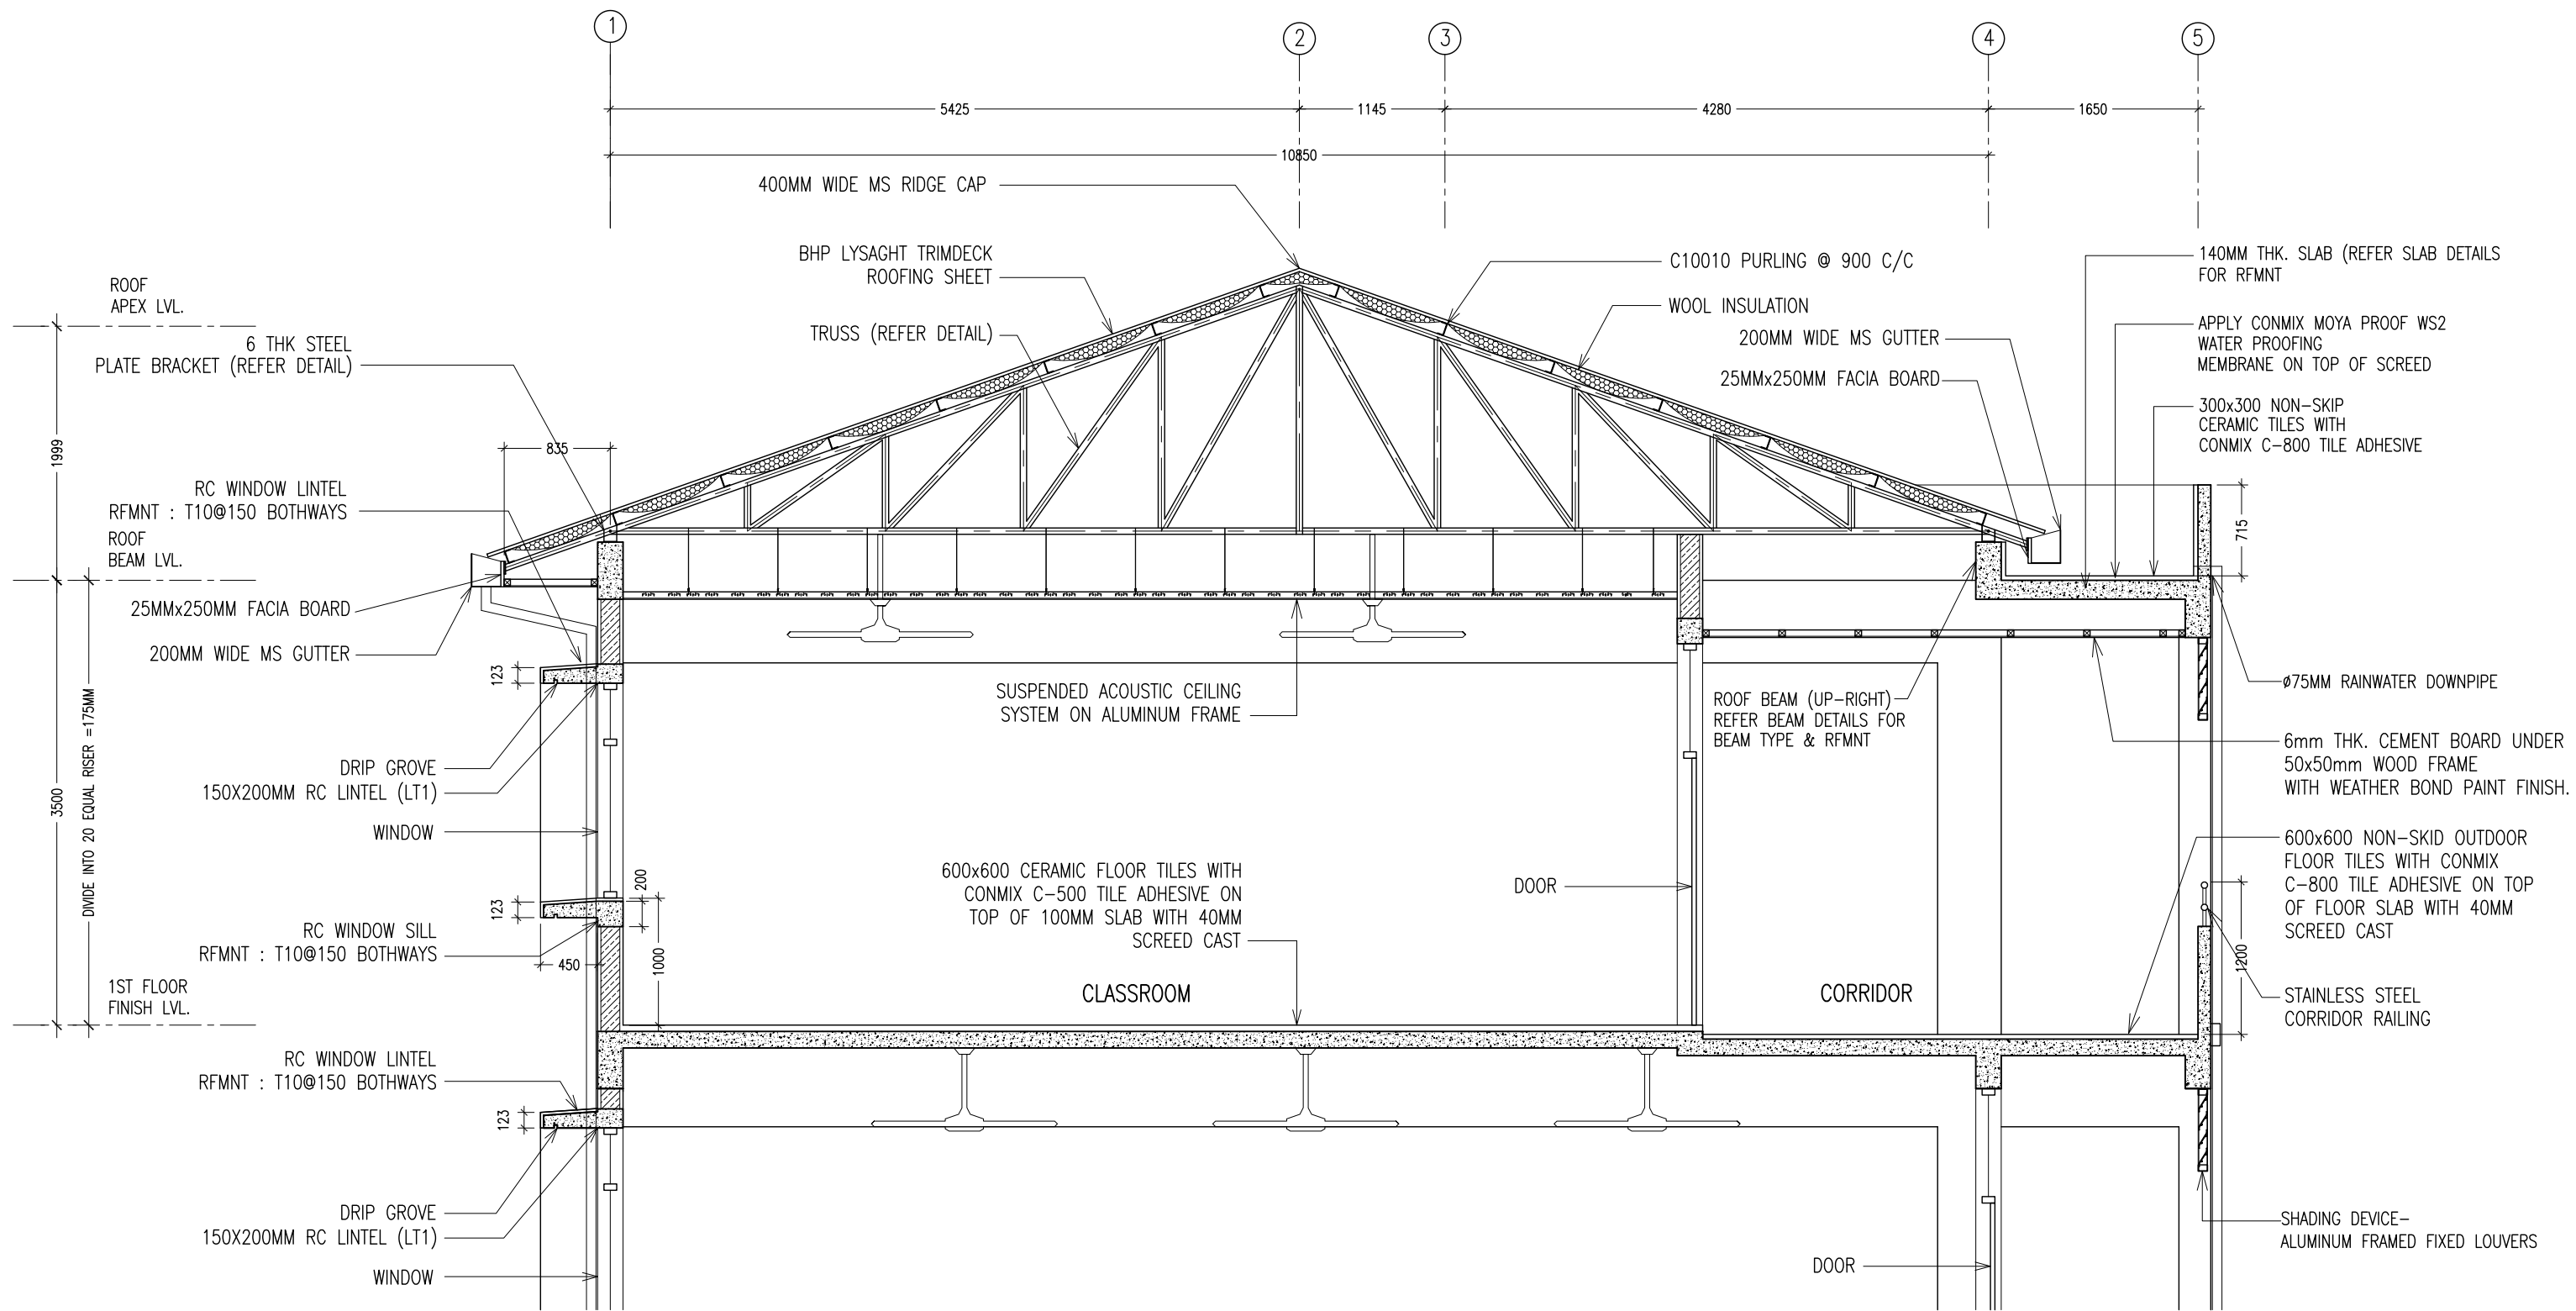 1
2
3
4
5
5425
1145
4280
1650
10850
400MM WIDE MS RIDGE CAP
BHP LYSAGHT TRIMDECK
ROOFING SHEET
TRUSS (REFER DETAIL)
C10010 PURLING @ 900 C/C
WOOL INSULATION
200MM WIDE MS GUTTER
25MMx250MM FACIA BOARD
140MM THK. SLAB (REFER SLAB DETAILS
FOR RFMNT
APPLY CONMIX MOYA PROOF WS2
WATER PROOFING
MEMBRANE ON TOP OF SCREED
300x300 NON-SKIP
CERAMIC TILES WITH
CONMIX C-800 TILE ADHESIVE
ROOF
APEX LVL.
6 THK STEEL
PLATE BRACKET (REFER DETAIL)
1999
835
RC WINDOW LINTEL
RFMNT : T10@150 BOTHWAYS
ROOF
BEAM LVL.
25MMx250MM FACIA BOARD
200MM WIDE MS GUTTER
715
123
SUSPENDED ACOUSTIC CEILING
SYSTEM ON ALUMINUM FRAME
ROOF BEAM (UP-RIGHT)
REFER BEAM DETAILS FOR
BEAM TYPE & RFMNT
ø75MM RAINWATER DOWNPIPE
6mm THK. CEMENT BOARD UNDER
50x50mm WOOD FRAME
WITH WEATHER BOND PAINT FINISH.
3500
DIVIDE INTO 20 EQUAL RISER =175MM
DRIP GROVE
150X200MM RC LINTEL (LT1)
WINDOW
600x600 CERAMIC FLOOR TILES WITH
CONMIX C-500 TILE ADHESIVE ON
TOP OF 100MM SLAB WITH 40MM
SCREED CAST
DOOR
600x600 NON-SKID OUTDOOR
FLOOR TILES WITH CONMIX
C-800 TILE ADHESIVE ON TOP
OF FLOOR SLAB WITH 40MM
SCREED CAST
123
200
RC WINDOW SILL
RFMNT : T10@150 BOTHWAYS
450
1000
1200
CLASSROOM
CORRIDOR
1ST FLOOR
FINISH LVL.
STAINLESS STEEL
CORRIDOR RAILING
RC WINDOW LINTEL
RFMNT : T10@150 BOTHWAYS
123
DRIP GROVE
150X200MM RC LINTEL (LT1)
WINDOW
DOOR
SHADING DEVICE-
ALUMINUM FRAMED FIXED LOUVERS